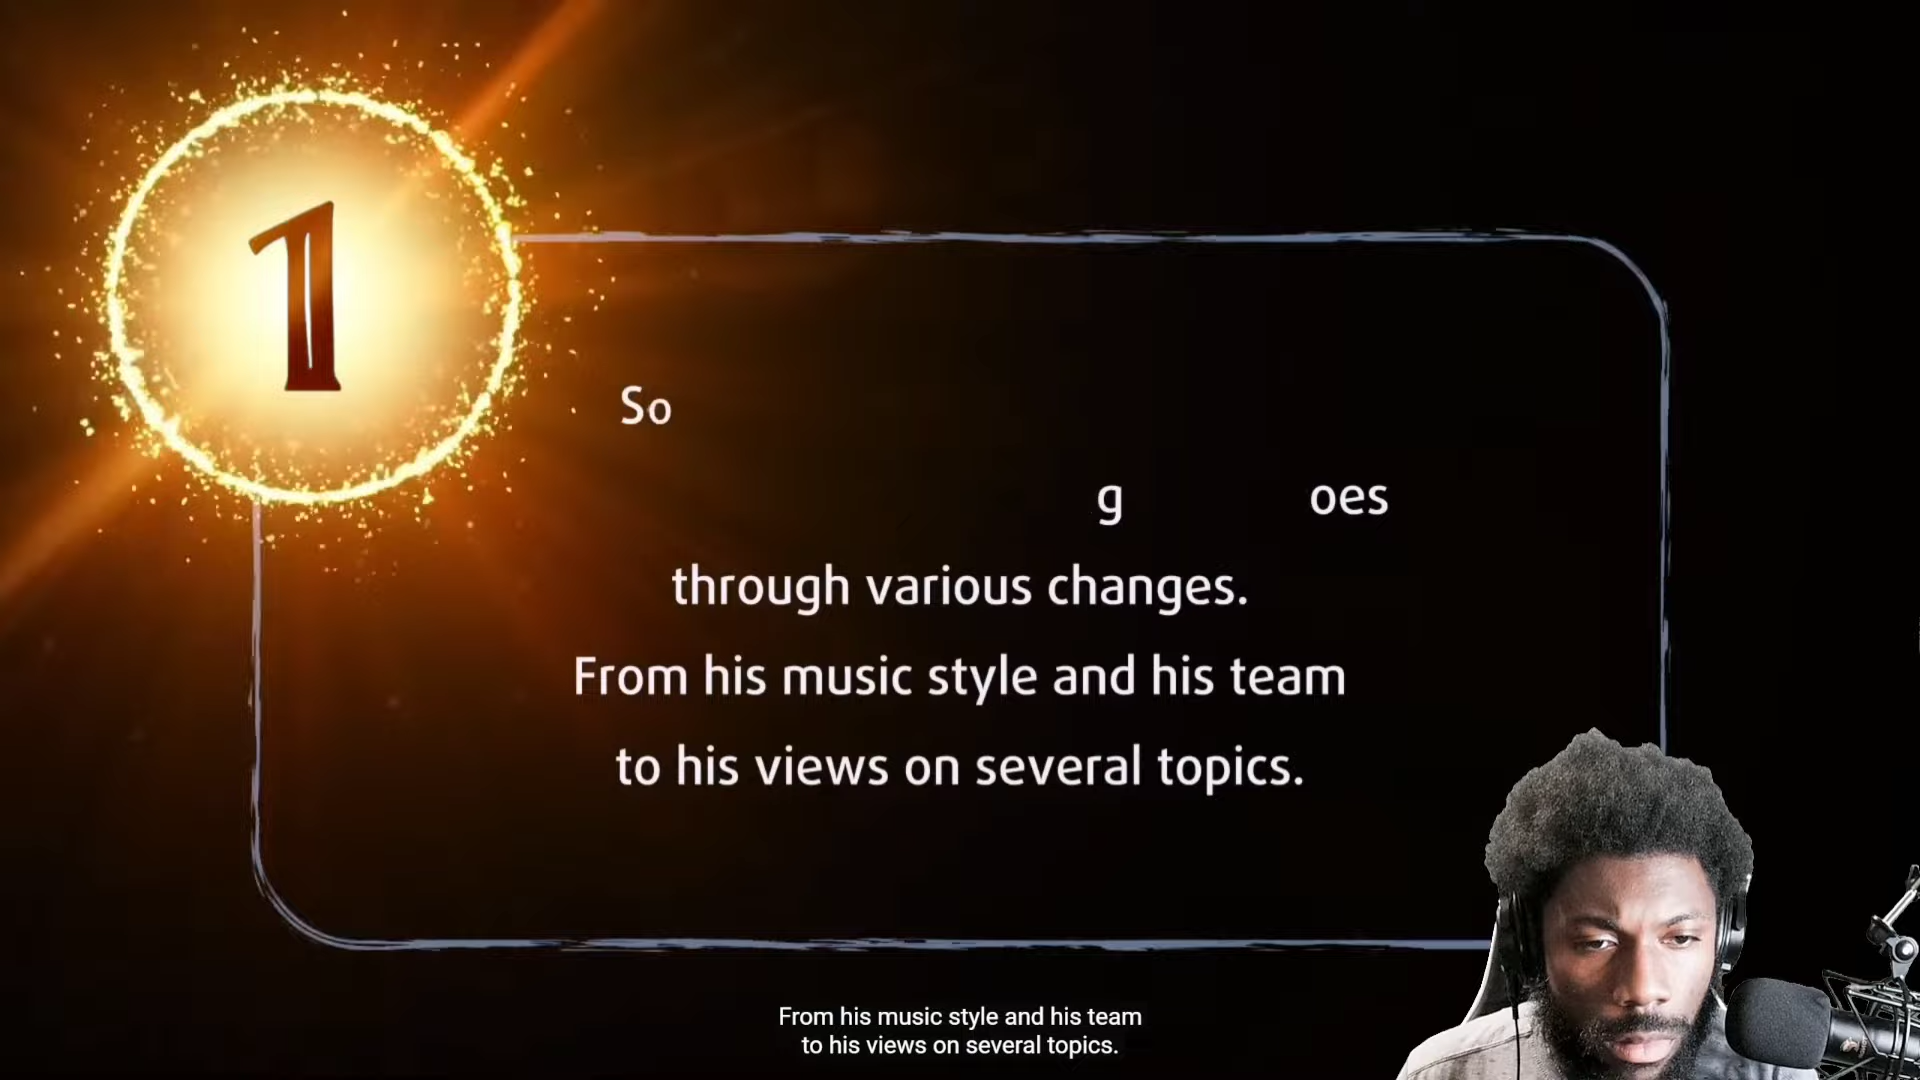 1
So
g oes
through various changes.
From his music style and his team
to his views on several topics.
From his music style and his team
to his views on several topics.